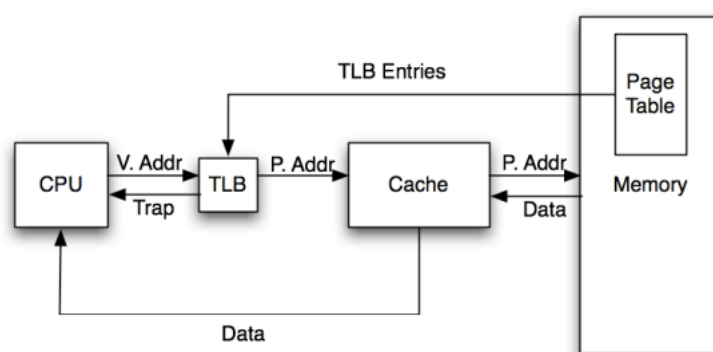 TLB Entries
Page
Table
V. Addr
P. Addr
P. Addr
CPU
TLB
Cache
Memory
Trap
Data
Data